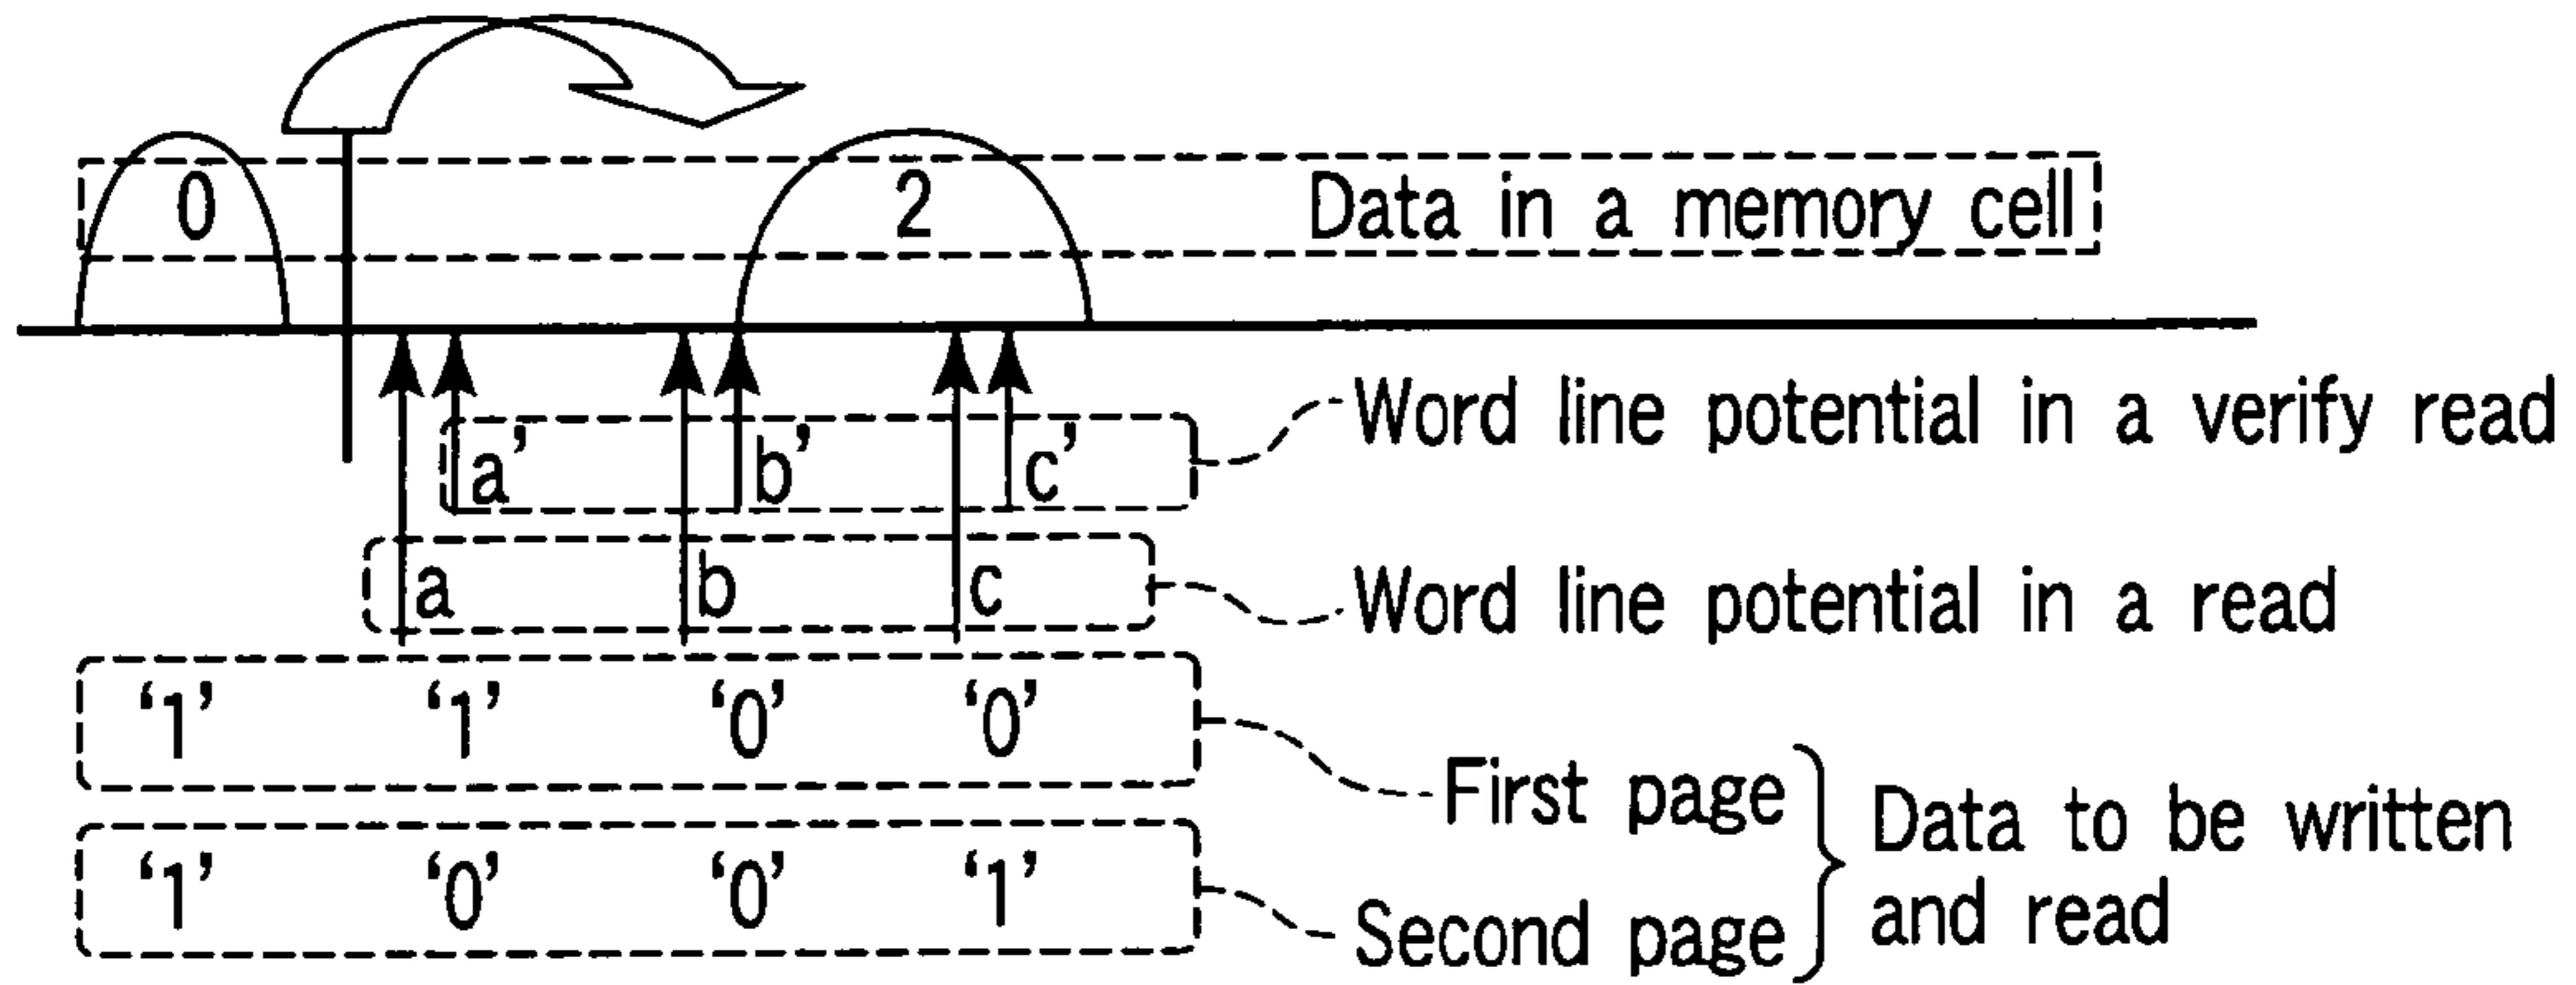 0 2 Data in a memory cell
a’ b’ c’ Word line potential in a verify read
a b c Word line potential in a read
‘1’ ‘1’ ‘0’ ‘0’
First page
‘1’ ‘0’ ‘0’ ‘1’
Second page
Data to be written
and read